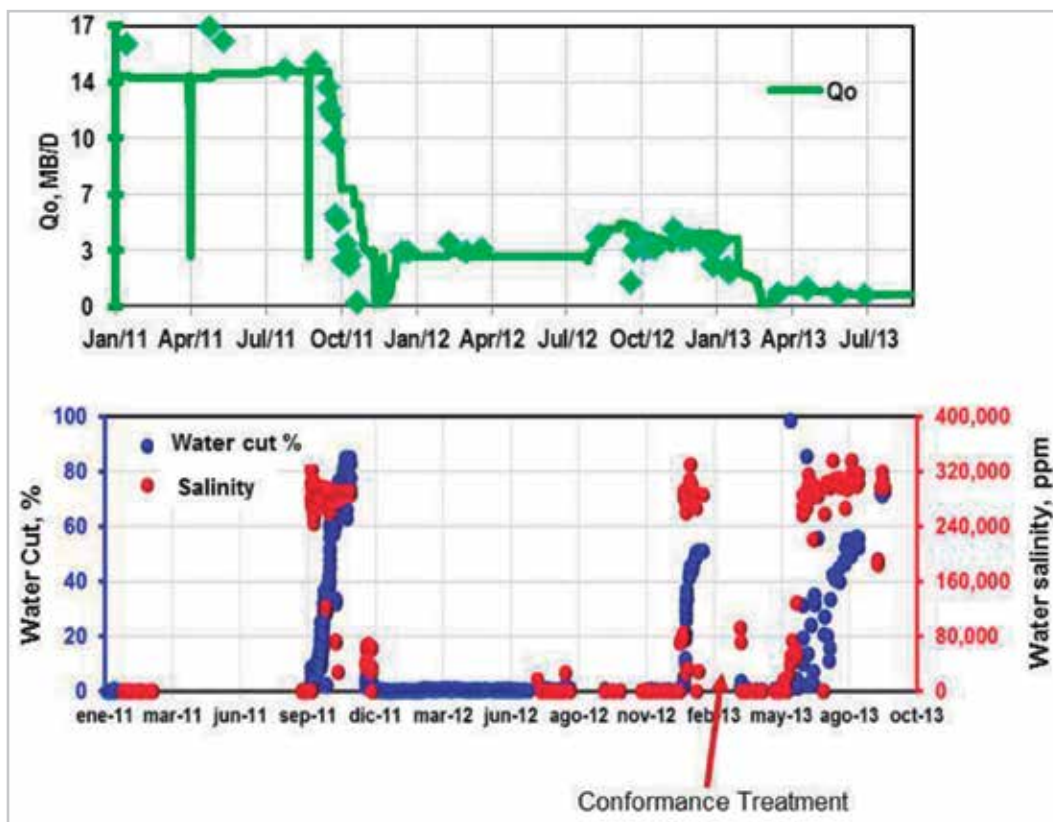 17
14
10
7
3
0
Qo, MB/D
Qo
Jan/11 Apr/11 Jul/11 Oct/11 Jan/12 Apr/12 Jul/12 Oct/12 Jan/13 Apr/13 Jul/13
100
80
60
40
20
0
Water Cut, %
Water cut %
Salinity
400,000
320,000
240,000
160,000
80,000
0
Water salinity, ppm
ene-11 mar-11 jun-11 sep-11 dic-11 mar-12 jun-12 ago-12 nov-12 feb-13 may-13 ago-13 oct-13
Conformance Treatment